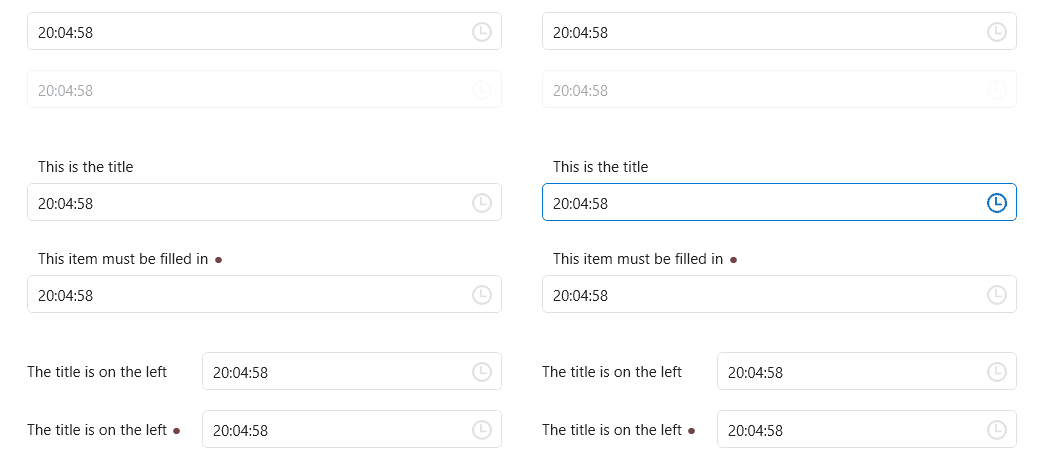 20:04:58 20:04:58
20:04:58 20:04:58
This is the title This is the title
20:04:58 20:04:58
This item must be filled in ● This item must be filled in ●
20:04:58 20:04:58
The title is on the left 20:04:58 The title is on the left 20:04:58
The title is on the left ● 20:04:58 The title is on the left ● 20:04:58